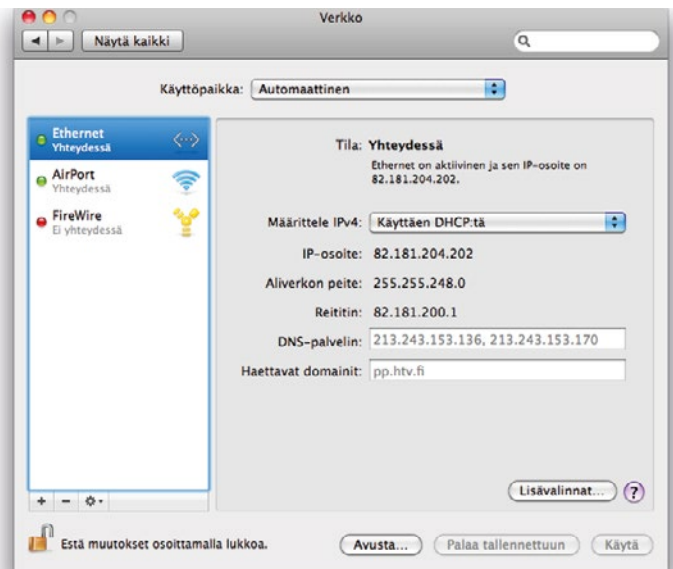 Verkko
Näytä kaikki
Käyttöpaikka: Automaattinen
Ethernet
Yhteydessä
AirPort
Yhteydessä
FireWire
Ei yhteydessä
Tila: Yhteydessä
Ethernet on aktiivinen ja sen IP-osoite on
82.181.204.202.
Määrittele IPv4: Käyttäen DHCP:tä
IP-osoite: 82.181.204.202
Aliverkon peite: 255.255.248.0
Reititin: 82.181.200.1
DNS-palvelin: 213.243.153.136, 213.243.153.170
Haettavat domainit: pp.htv.fi
Lisävalinnat... ?
Estä muutokset osoittamalla lukkoa.
Avusta... Palaa tallennettuun Käytä